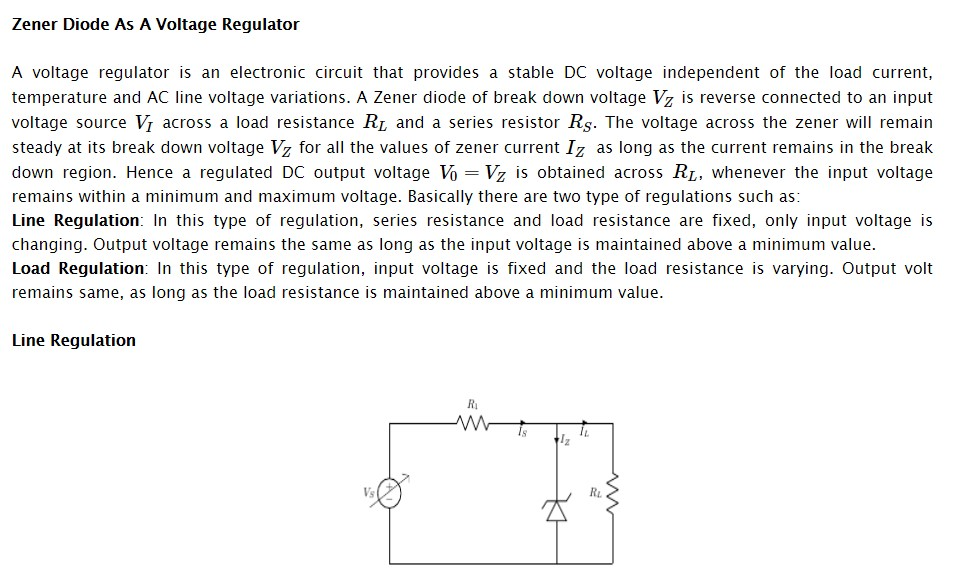 Zener Diode As A Voltage Regulator
A voltage regulator is an electronic circuit that provides a stable DC voltage independent of the load current,
temperature and AC line voltage variations. A Zener diode of break down voltage V_Z is reverse connected to an input
voltage source V_I across a load resistance R_L and a series resistor R_S. The voltage across the zener will remain
steady at its break down voltage V_Z for all the values of zener current I_Z as long as the current remains in the break
down region. Hence a regulated DC output voltage V_0 = V_Z is obtained across R_L, whenever the input voltage
remains within a minimum and maximum voltage. Basically there are two type of regulations such as:
Line Regulation: In this type of regulation, series resistance and load resistance are fixed, only input voltage is
changing. Output voltage remains the same as long as the input voltage is maintained above a minimum value.
Load Regulation: In this type of regulation, input voltage is fixed and the load resistance is varying. Output volt
remains same, as long as the load resistance is maintained above a minimum value.
Line Regulation
R_1
I_S
I_Z
I_L
V_S
+
−
R_L